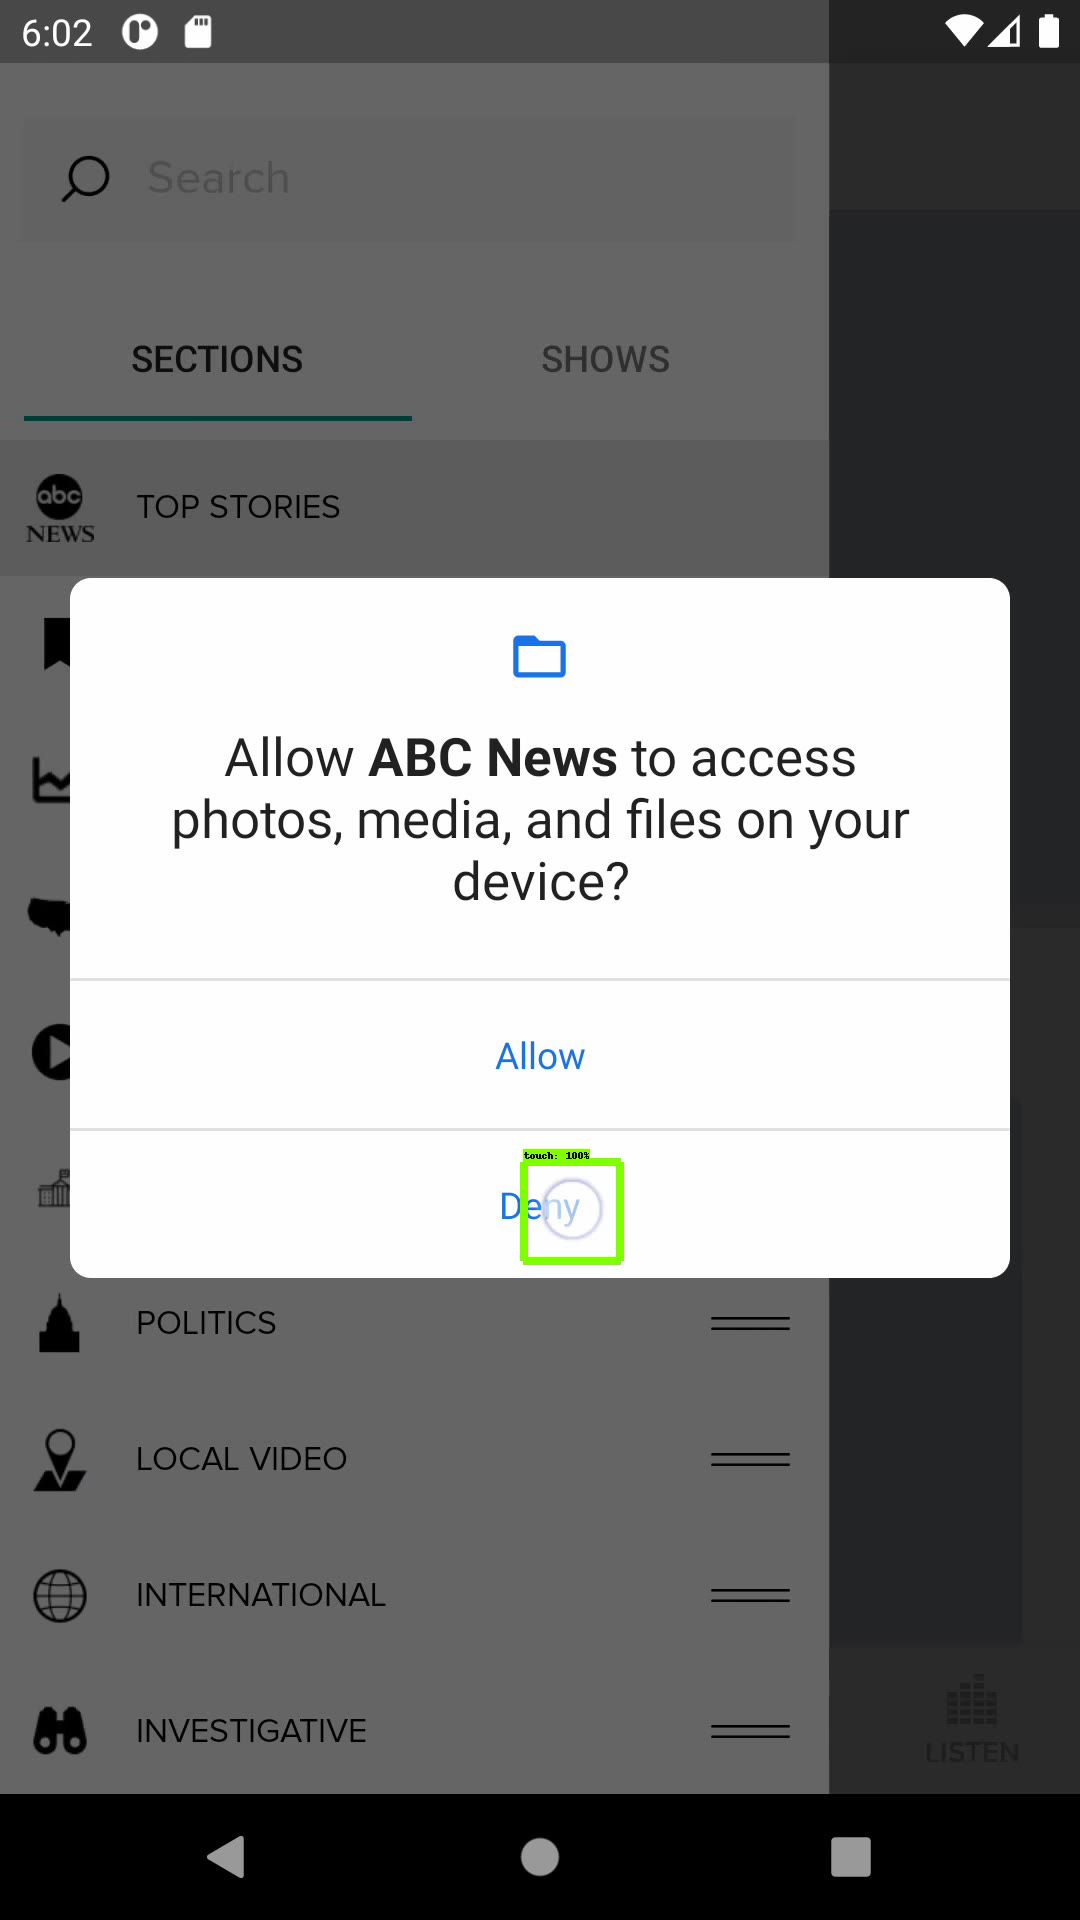 6:02
Search
SECTIONS
SHOWS
abc
NEWS
TOP STORIES
Allow ABC News to access
photos, media, and files on your
device?
Allow
touch: 100%
Deny
POLITICS
LOCAL VIDEO
INTERNATIONAL
INVESTIGATIVE
LISTEN